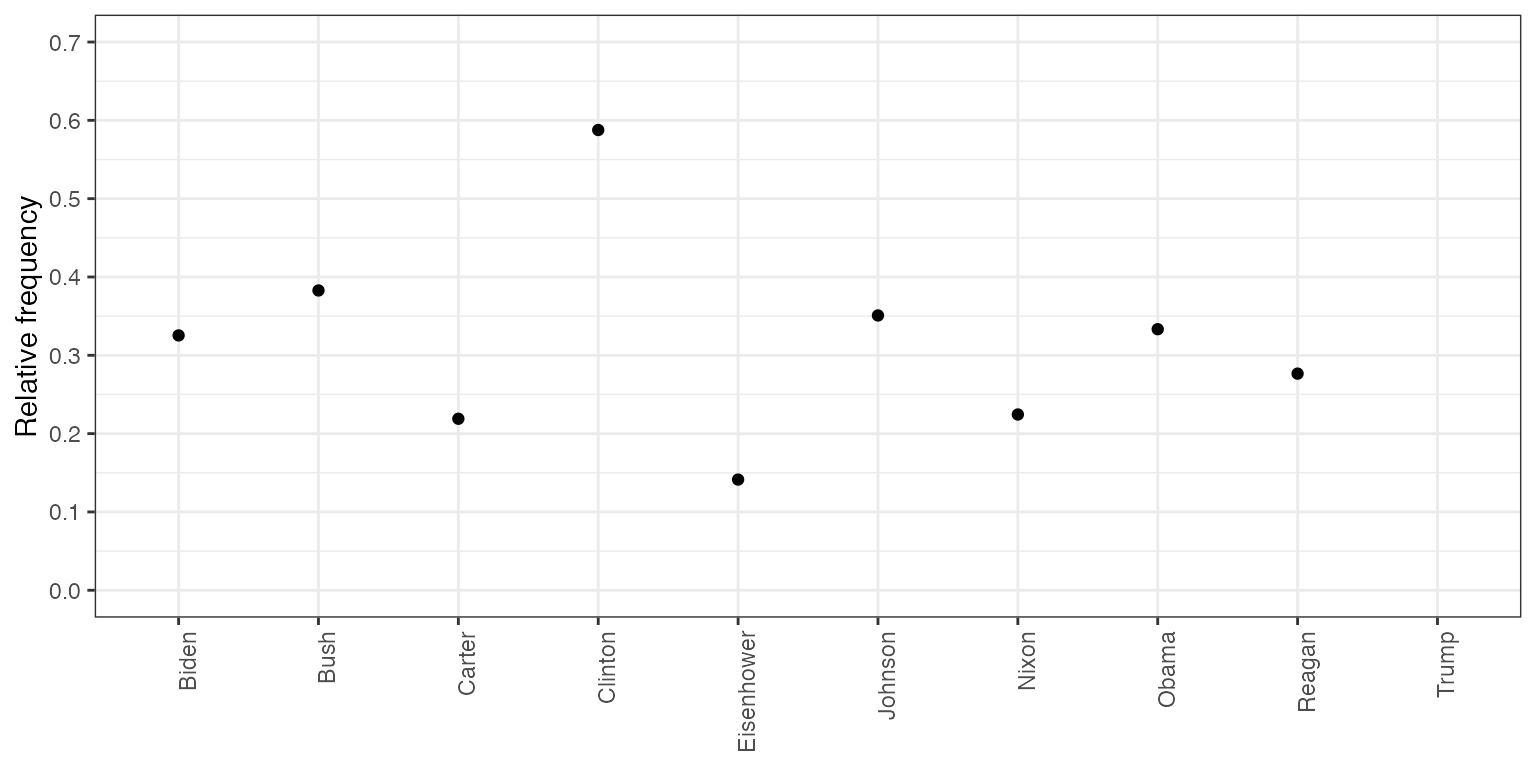 Relative frequency
0.7
0.6
0.5
0.4
0.3
0.2
0.1
0.0
Biden
Bush
Carter
Clinton
Eisenhower
Johnson
Nixon
Obama
Reagan
Trump